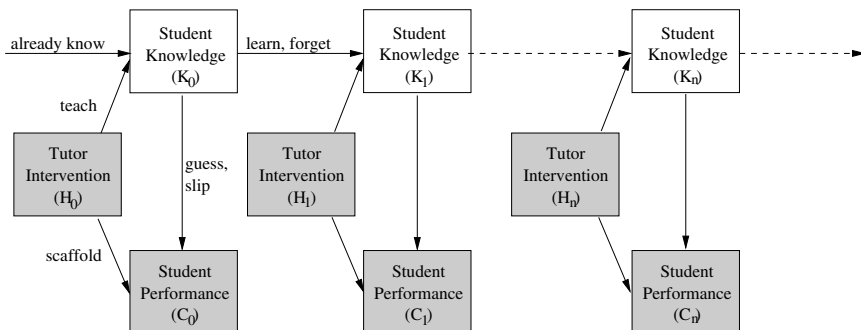 already know
Student
Knowledge
(K0)
learn, forget
Student
Knowledge
(K1)
Student
Knowledge
(Kn)
teach
Tutor
Intervention
(H0)
guess,
slip
Tutor
Intervention
(H1)
Tutor
Intervention
(Hn)
scaffold
Student
Performance
(C0)
Student
Performance
(C1)
Student
Performance
(Cn)